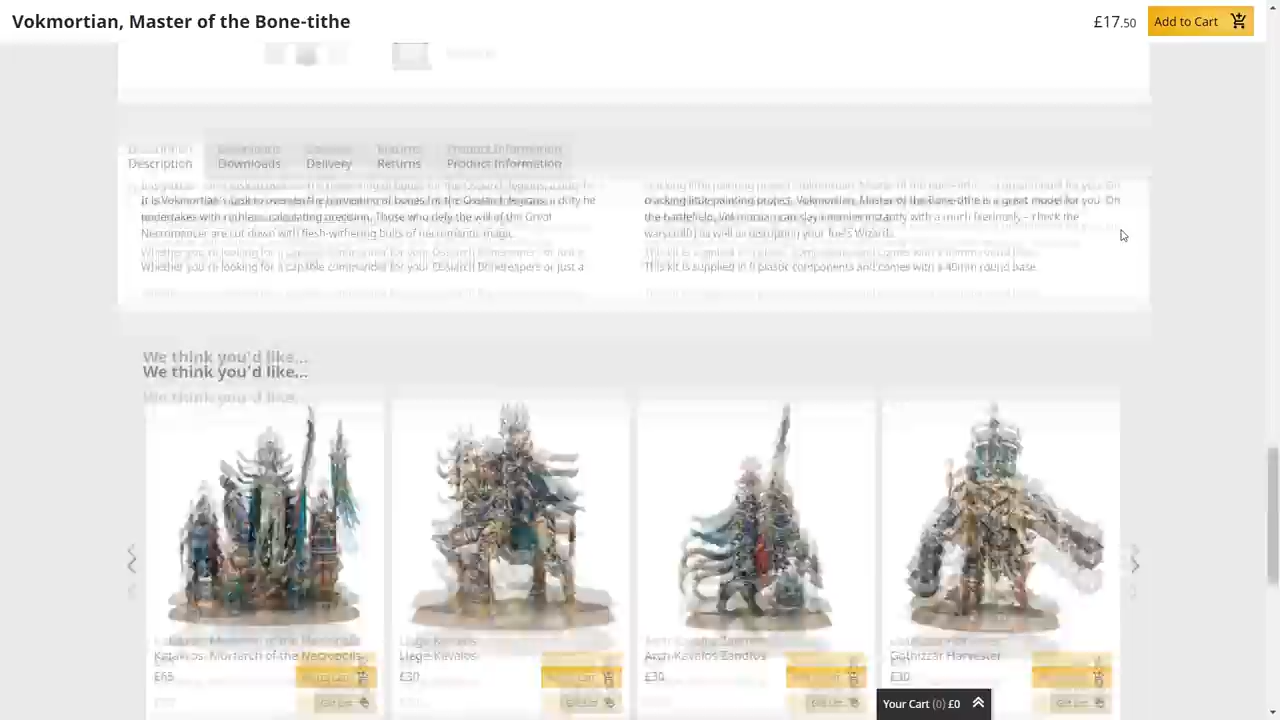 Vokmortian, Master of the Bone-tithe
£17.50
Add to Cart
Description
Downloads
Delivery
Returns
Product Information
It is Vokmortian's task to oversee the harvesting of bones for the Ossiarch legions, a duty he
undertakes with ruthless, calculating precision. Those who defy the will of the Great
Necromancer are cut down with flesh-withering bolts of necromantic magic.
Whether you're looking for a capable commander for your Ossiarch Bonereapers or just a
cracking little painting project, Vokmortian, Master of the Bone-tithe is a great model for you. On
the battlefield, Vokmortian can slay a
instantly with a
– check the
warscroll!) as well as disrupting your foe's Wizards.
This kit is supplied in
plastic components and comes with a 40mm round base.
We think you'd like...
Katakros, Mortarch of the Necropolis
£65
Liege-Kavalos
£30
Arch-Kavalos Zandtos
£30
Gothizzar Harvester
£30
Your Cart (0) £0